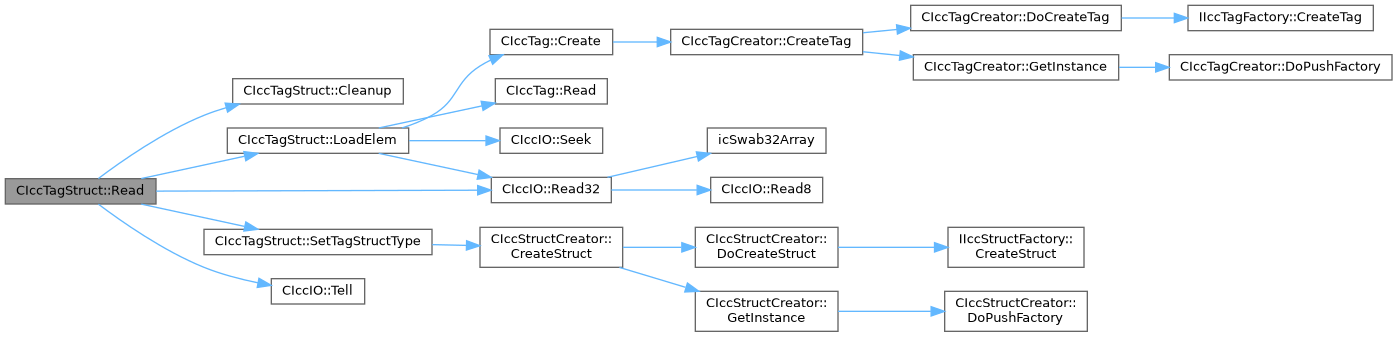 CIccTagStruct::Read
CIccTagStruct::Cleanup
CIccTagStruct::LoadElem
CIccTag::Create
CIccTagCreator::CreateTag
CIccTagCreator::DoCreateTag
IIccTagFactory::CreateTag
CIccTagCreator::GetInstance
CIccTagCreator::DoPushFactory
CIccTag::Read
CIccIO::Seek
CIccIO::Read32
icSwab32Array
CIccIO::Read8
CIccTagStruct::SetTagStructType
CIccStructCreator::
CreateStruct
CIccStructCreator::
DoCreateStruct
IIccStructFactory::
CreateStruct
CIccStructCreator::
GetInstance
CIccStructCreator::
DoPushFactory
CIccIO::Tell